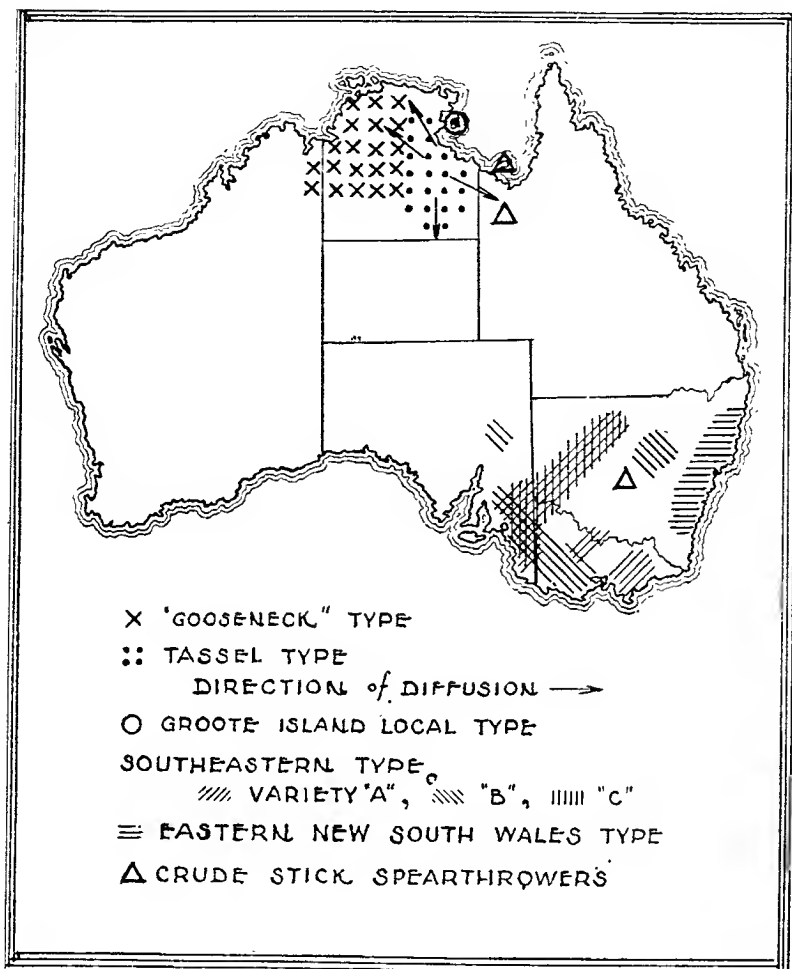 "GOOSENECK" TYPE
TASSEL TYPE
DIRECTION of DIFFUSION
GROOTE ISLAND LOCAL TYPE
SOUTHEASTERN TYPE,
VARIETY "A", "B", "C"
EASTERN NEW SOUTH WALES TYPE
CRUDE STICK SPEARTHROWERS